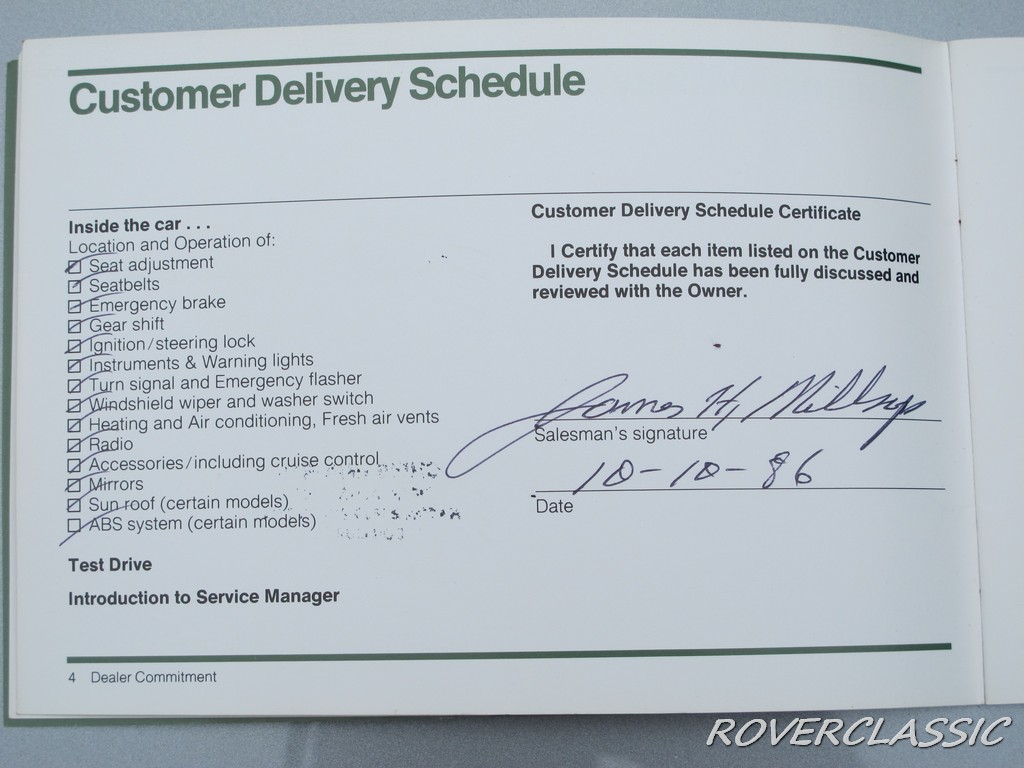 Customer Delivery Schedule
Inside the car . . .
Location and Operation of:
Seat adjustment
Seatbelts
Emergency brake
Gear shift
Ignition/steering lock
Instruments & Warning lights
Turn signal and Emergency flasher
Windshield wiper and washer switch
Heating and Air conditioning, Fresh air vents
Radio
Accessories/including cruise control
Mirrors
Sun roof (certain models)
ABS system (certain models)
Test Drive
Introduction to Service Manager
Customer Delivery Schedule Certificate
I Certify that each item listed on the Customer
Delivery Schedule has been fully discussed and
reviewed with the Owner.
James H.
Salesman's signature
10-10-86
Date
4 Dealer Commitment
ROVERCLASSIC